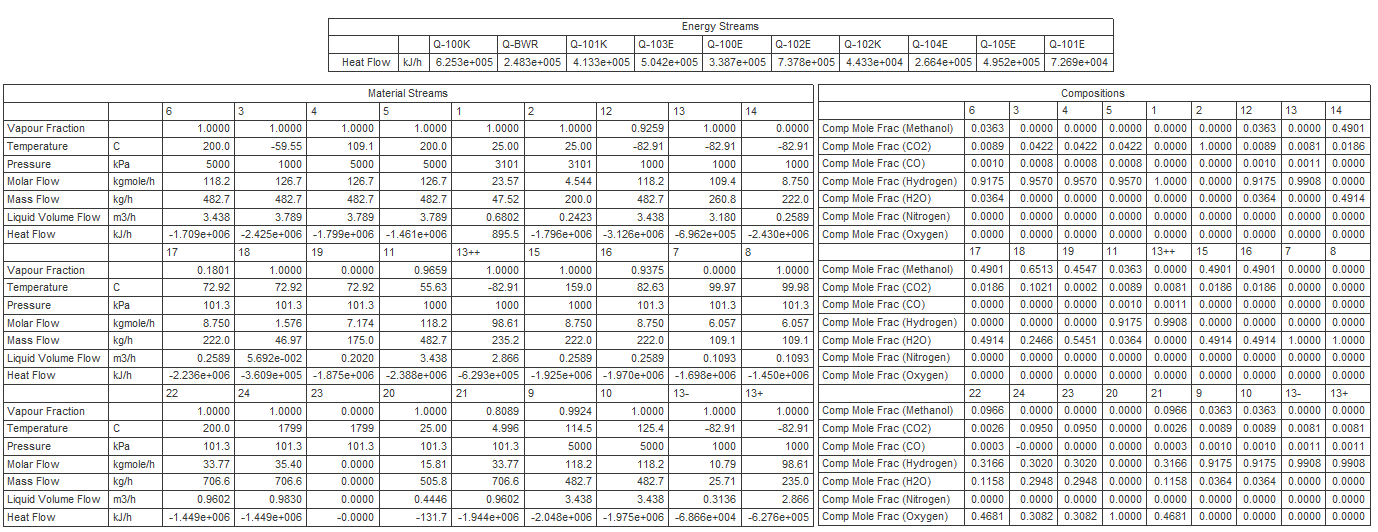 Energy Streams
Q-100K Q-BWR Q-101K Q-103E Q-100E Q-102E Q-102K Q-104E Q-105E Q-101E
Heat Flow kJ/h 6.253e+005 2.483e+005 4.133e+005 5.042e+005 3.387e+005 7.378e+005 4.433e+004 2.664e+005 4.952e+005 7.269e+004
Material Streams
6 3 4 5 1 2 12 13 14
Vapour Fraction 1.0000 1.0000 1.0000 1.0000 1.0000 1.0000 0.9259 1.0000 0.0000
Temperature C 200.0 -59.55 109.1 200.0 25.00 25.00 -82.91 -82.91 -82.91
Pressure kPa 5000 1000 5000 5000 3101 3101 1000 1000 1000
Molar Flow kgmole/h 118.2 126.7 126.7 126.7 23.57 4.544 118.2 109.4 8.750
Mass Flow kg/h 482.7 482.7 482.7 482.7 47.52 200.0 482.7 260.8 222.0
Liquid Volume Flow m3/h 3.438 3.789 3.789 3.789 0.6802 0.2423 3.438 3.180 0.2589
Heat Flow kJ/h -1.709e+006 -2.425e+006 -1.799e+006 -1.461e+006 895.5 -1.796e+006 -3.126e+006 -6.962e+005 -2.430e+006
17 18 19 11 13++ 15 16 7 8
Vapour Fraction 0.1801 1.0000 0.0000 0.9659 1.0000 1.0000 0.9375 0.0000 1.0000
Temperature C 72.92 72.92 72.92 55.63 -82.91 159.0 82.63 99.97 99.98
Pressure kPa 101.3 101.3 101.3 1000 1000 101.3 101.3 101.3 101.3
Molar Flow kgmole/h 8.750 1.576 7.174 118.2 98.61 8.750 8.750 6.057 6.057
Mass Flow kg/h 222.0 46.97 175.0 482.7 235.2 222.0 222.0 109.1 109.1
Liquid Volume Flow m3/h 0.2589 5.692e-002 0.2020 3.438 2.866 0.2589 0.2589 0.1093 0.1093
Heat Flow kJ/h -2.236e+006 -3.609e+005 -1.875e+006 -2.388e+006 -6.293e+005 -1.925e+006 -1.970e+006 -1.698e+006 -1.450e+006
22 24 23 20 21 9 10 13- 13+
Vapour Fraction 1.0000 1.0000 0.0000 1.0000 0.8089 0.9924 1.0000 1.0000 1.0000
Temperature C 200.0 1799 1799 25.00 4.996 114.5 125.4 -82.91 -82.91
Pressure kPa 101.3 101.3 101.3 101.3 101.3 5000 5000 1000 1000
Molar Flow kgmole/h 33.77 35.40 0.0000 15.81 33.77 118.2 118.2 10.79 98.61
Mass Flow kg/h 706.6 706.6 0.0000 505.8 706.6 482.7 482.7 25.71 235.0
Liquid Volume Flow m3/h 0.9602 0.9830 0.0000 0.4446 0.9602 3.438 3.438 0.3136 2.866
Heat Flow kJ/h -1.449e+006 -1.449e+006 -0.0000 -131.7 -1.944e+006 -2.048e+006 -1.975e+006 -6.866e+004 -6.276e+005
Compositions
6 3 4 5 1 2 12 13 14
Comp Mole Frac (Methanol) 0.0363 0.0000 0.0000 0.0000 0.0000 0.0000 0.0363 0.0000 0.4901
Comp Mole Frac (CO2) 0.0089 0.0422 0.0422 0.0422 0.0000 1.0000 0.0089 0.0081 0.0186
Comp Mole Frac (CO) 0.0010 0.0008 0.0008 0.0008 0.0000 0.0000 0.0010 0.0011 0.0000
Comp Mole Frac (Hydrogen) 0.9175 0.9570 0.9570 0.9570 1.0000 0.0000 0.9175 0.9908 0.0000
Comp Mole Frac (H2O) 0.0364 0.0000 0.0000 0.0000 0.0000 0.0000 0.0364 0.0000 0.4914
Comp Mole Frac (Nitrogen) 0.0000 0.0000 0.0000 0.0000 0.0000 0.0000 0.0000 0.0000 0.0000
Comp Mole Frac (Oxygen) 0.0000 0.0000 0.0000 0.0000 0.0000 0.0000 0.0000 0.0000 0.0000
17 18 19 11 13++ 15 16 7 8
Comp Mole Frac (Methanol) 0.4901 0.6513 0.4547 0.0363 0.0000 0.4901 0.4901 0.0000 0.0000
Comp Mole Frac (CO2) 0.0186 0.1021 0.0002 0.0089 0.0081 0.0186 0.0186 0.0000 0.0000
Comp Mole Frac (CO) 0.0000 0.0000 0.0000 0.0010 0.0011 0.0000 0.0000 0.0000 0.0000
Comp Mole Frac (Hydrogen) 0.0000 0.0000 0.0000 0.9175 0.9908 0.0000 0.0000 0.0000 0.0000
Comp Mole Frac (H2O) 0.4914 0.2466 0.5451 0.0364 0.0000 0.4914 0.4914 1.0000 1.0000
Comp Mole Frac (Nitrogen) 0.0000 0.0000 0.0000 0.0000 0.0000 0.0000 0.0000 0.0000 0.0000
Comp Mole Frac (Oxygen) 0.0000 0.0000 0.0000 0.0000 0.0000 0.0000 0.0000 0.0000 0.0000
22 24 23 20 21 9 10 13- 13+
Comp Mole Frac (Methanol) 0.0966 0.0000 0.0000 0.0000 0.0966 0.0363 0.0363 0.0000 0.0000
Comp Mole Frac (CO2) 0.0026 0.0950 0.0950 0.0000 0.0026 0.0089 0.0089 0.0081 0.0081
Comp Mole Frac (CO) 0.0003 -0.0000 0.0000 0.0000 0.0003 0.0010 0.0010 0.0011 0.0011
Comp Mole Frac (Hydrogen) 0.3166 0.3020 0.3020 0.0000 0.3166 0.9175 0.9175 0.9908 0.9908
Comp Mole Frac (H2O) 0.1158 0.2948 0.2948 0.0000 0.1158 0.0364 0.0364 0.0000 0.0000
Comp Mole Frac (Nitrogen) 0.0000 0.0000 0.0000 0.0000 0.0000 0.0000 0.0000 0.0000 0.0000
Comp Mole Frac (Oxygen) 0.4681 0.3082 0.3082 1.0000 0.4681 0.0000 0.0000 0.0000 0.0000